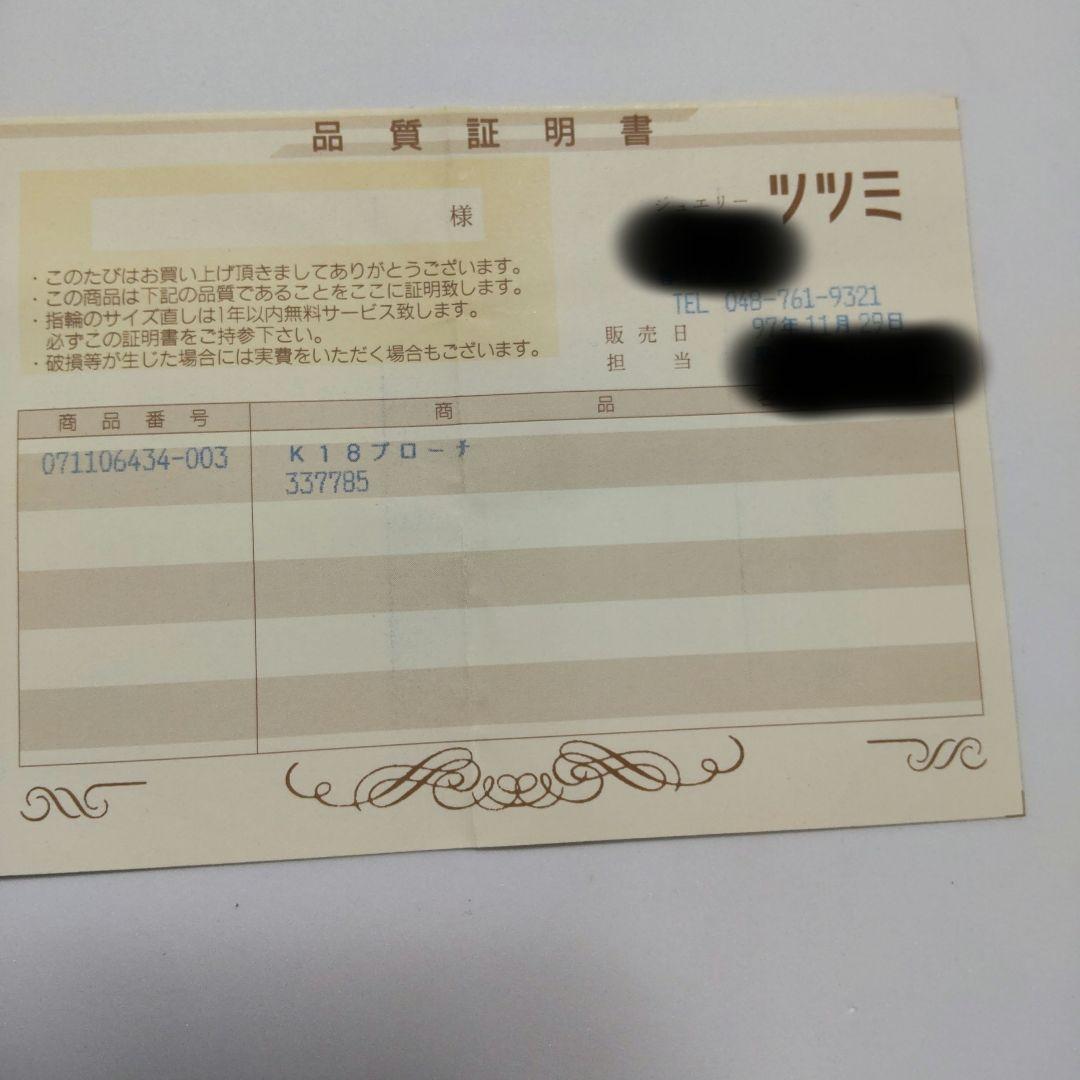 品質証明書
様
・このたびはお買い上げ頂きましてありがとうございます。
・この商品は下記の品質であることをここに証明致します。
・指輪のサイズ直しは1年以内無料サービス致します。
必ずこの証明書をご持参下さい。
・破損等が生じた場合には実費をいただく場合もございます。
ジュエリー ツツミ
TEL 048-761-9321
販売日 97年11月29日
担当
商品番号 商品
071106434-003 K18ブローチ
337785